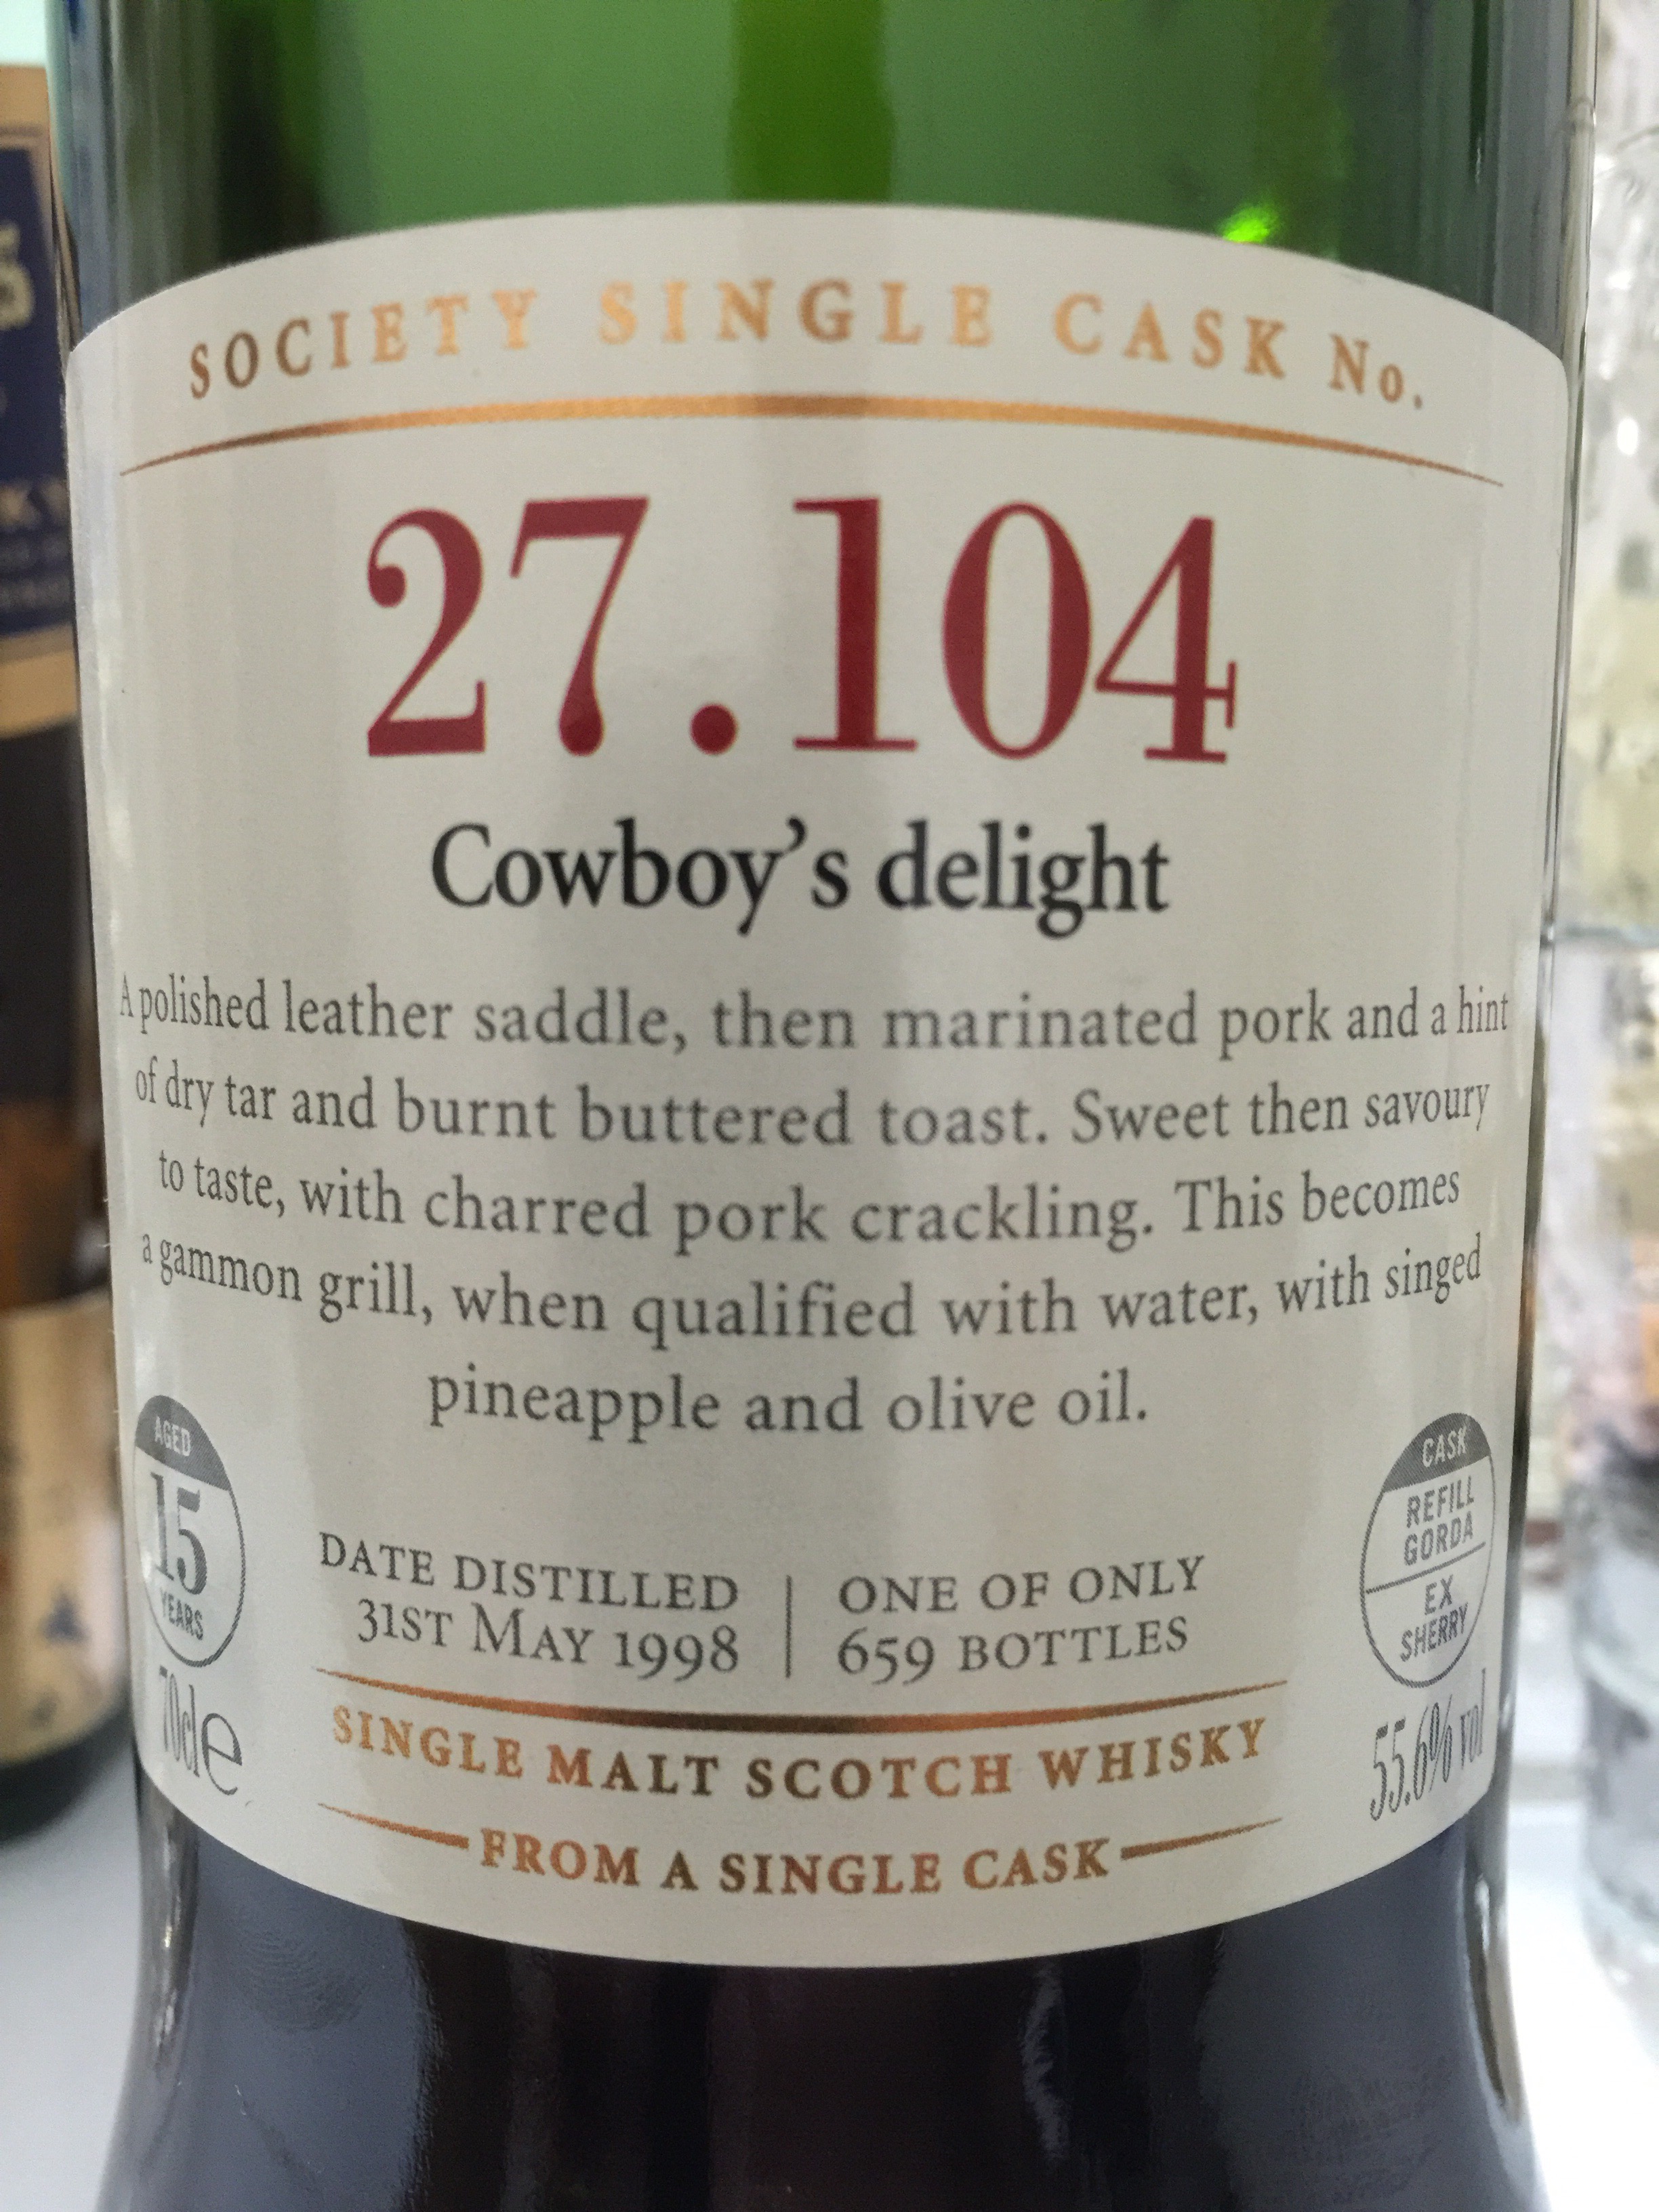 SOCIETY SINGLE CASK No.
27.104
Cowboy's delight
A polished leather saddle, then marinated pork and a hint
of dry tar and burnt buttered toast. Sweet then savoury
to taste, with charred pork crackling. This becomes
a gammon grill, when qualified with water, with singed
pineapple and olive oil.
AGED
15
YEARS
DATE DISTILLED
31ST MAY 1998
ONE OF ONLY
659 BOTTLES
CASK
REFILL
GORDA
EX
SHERRY
70cl e
55.6% vol
SINGLE MALT SCOTCH WHISKY
FROM A SINGLE CASK